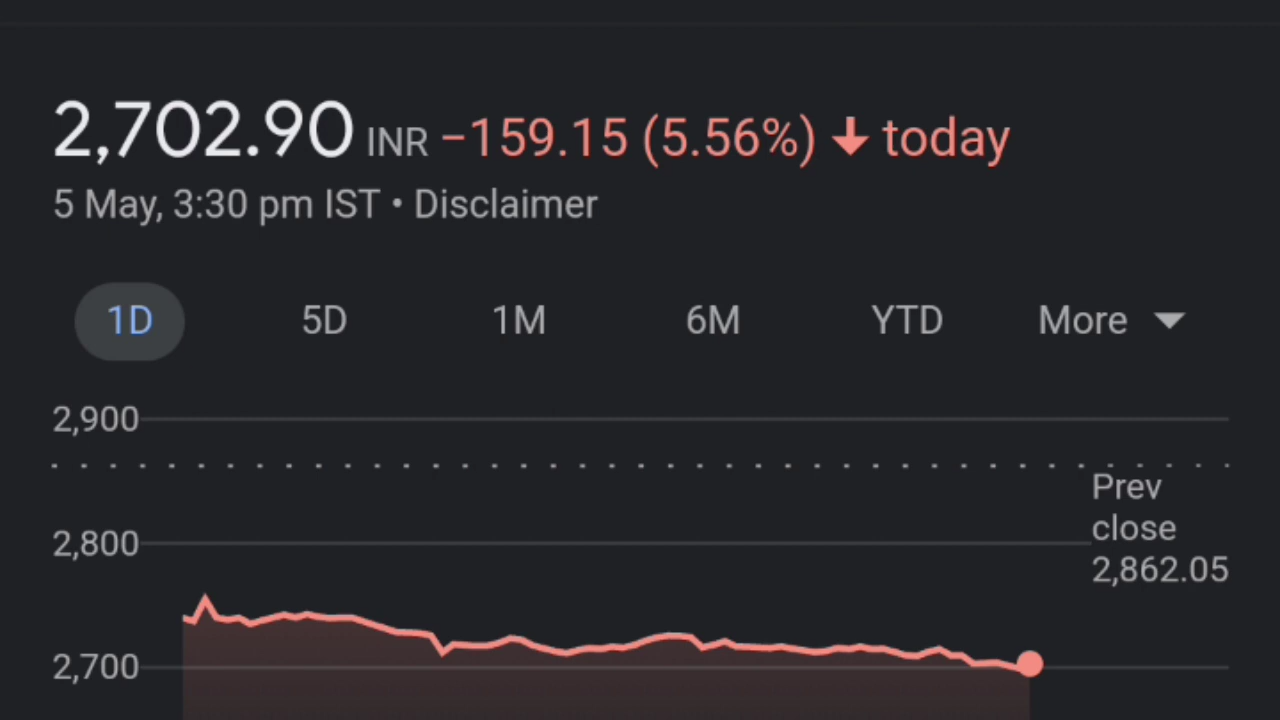 2,702.90 INR −159.15 (5.56%) ↓ today
5 May, 3:30 pm IST • Disclaimer
1D 5D 1M 6M YTD More
2,900
Prev
close
2,800
2,862.05
2,700